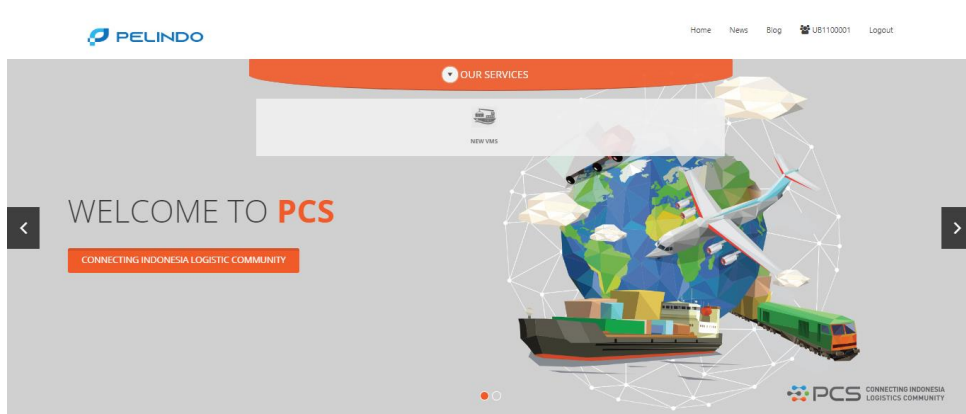 PELINDO
Home News Blog UB1100001 Logout
OUR SERVICES
NEW VMS
WELCOME TO PCS
CONNECTING INDONESIA LOGISTIC COMMUNITY
PCS
CONNECTING INDONESIA
LOGISTICS COMMUNITY